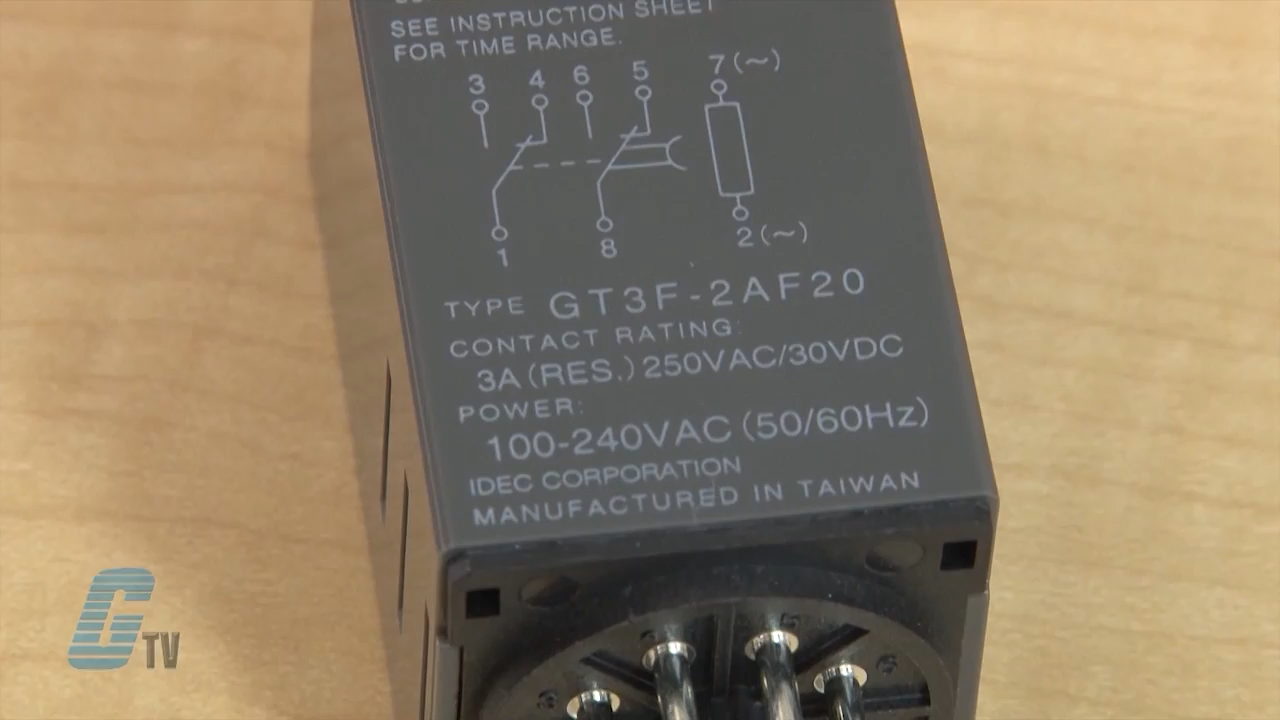 SEE INSTRUCTION SHEET
FOR TIME RANGE.
3 4 6 5 7(~)
1 8 2(~)
TYPE GT3F-2AF20
CONTACT RATING:
3A(RES.)250VAC/30VDC
POWER:
100-240VAC(50/60Hz)
IDEC CORPORATION
MANUFACTURED IN TAIWAN
GTV